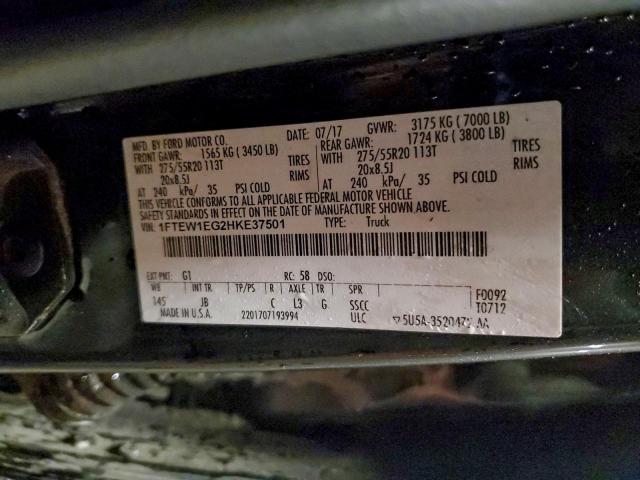 MFD. BY FORD MOTOR CO.
DATE: 07/17 GVWR: 3175 KG ( 7000 LB)
FRONT GAWR: 1565 KG ( 3450 LB) REAR GAWR: 1724 KG ( 3800 LB)
WITH 275/55R20 113T TIRES WITH 275/55R20 113T TIRES
20x8.5J RIMS 20x8.5J RIMS
AT 240 kPa/ 35 PSI COLD AT 240 kPa/ 35 PSI COLD
THIS VEHICLE CONFORMS TO ALL APPLICABLE FEDERAL MOTOR VEHICLE
SAFETY STANDARDS IN EFFECT ON THE DATE OF MANUFACTURE SHOWN ABOVE.
VIN: 1FTEW1EG2HKE37501 TYPE: Truck
EXT PNT: G1 RC: 58 DSO:
WB INT TR TP/PS R AXLE TR SPR F0092
145 JB C L3 G SSCC T0712
MADE IN U.S.A. 2201707193994 ULC 5U5A-3520472-AA